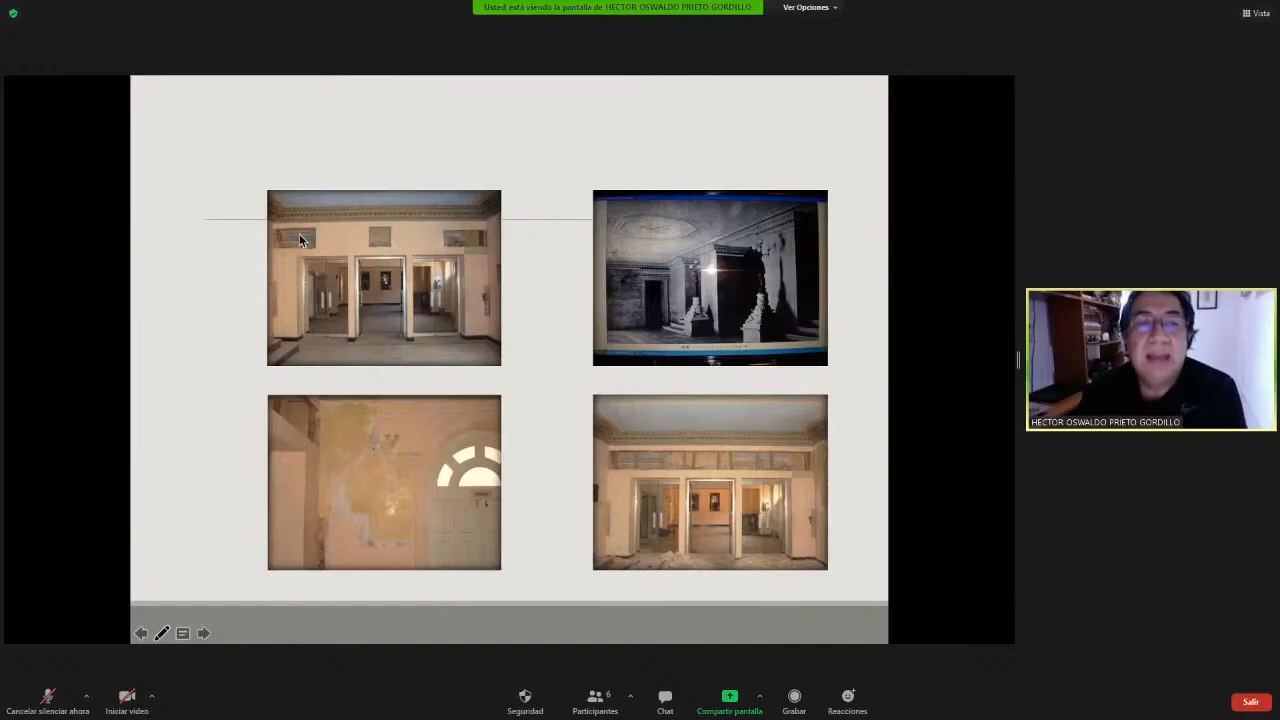 Usted está viendo la pantalla de HECTOR OSWALDO PRIETO GORDILLO
Ver Opciones
Vista
HECTOR OSWALDO PRIETO GORDILLO
Cancelar silenciar ahora
Iniciar video
Seguridad
6
Participantes
Chat
Compartir pantalla
Grabar
Reacciones
Salir